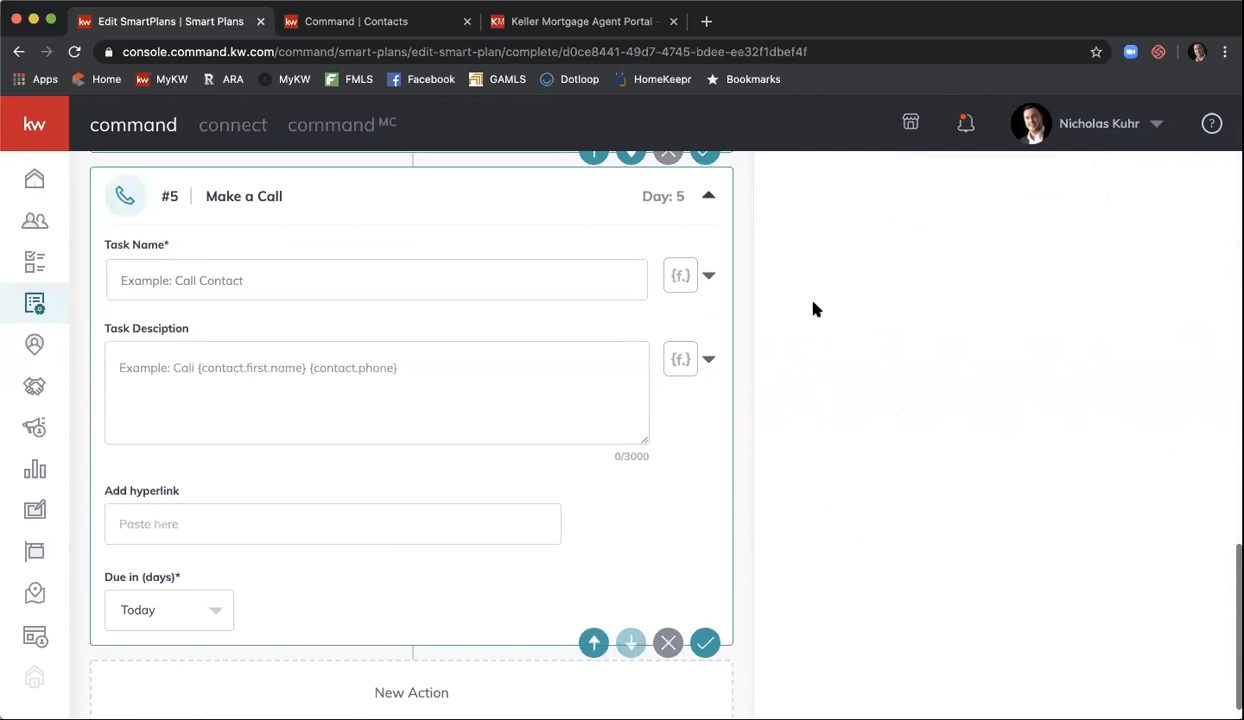 Edit SmartPlans | Smart Plans
Command | Contacts
Keller Mortgage Agent Portal
console.command.kw.com/command/smart-plans/edit-smart-plan/complete/d0ce8441-49d7-4745-bdee-ee32f1dbef4f
Apps Home MyKW ARA MyKW FMLS Facebook GAMLS Dotloop HomeKeepr Bookmarks
kw command connect command MC Nicholas Kuhr
#5 Make a Call Day: 5
Task Name*
Example: Call Contact
{f.}
Task Desciption
Example: Call {contact.first.name} {contact.phone}
{f.}
0/3000
Add hyperlink
Paste here
Due in (days)*
Today
New Action